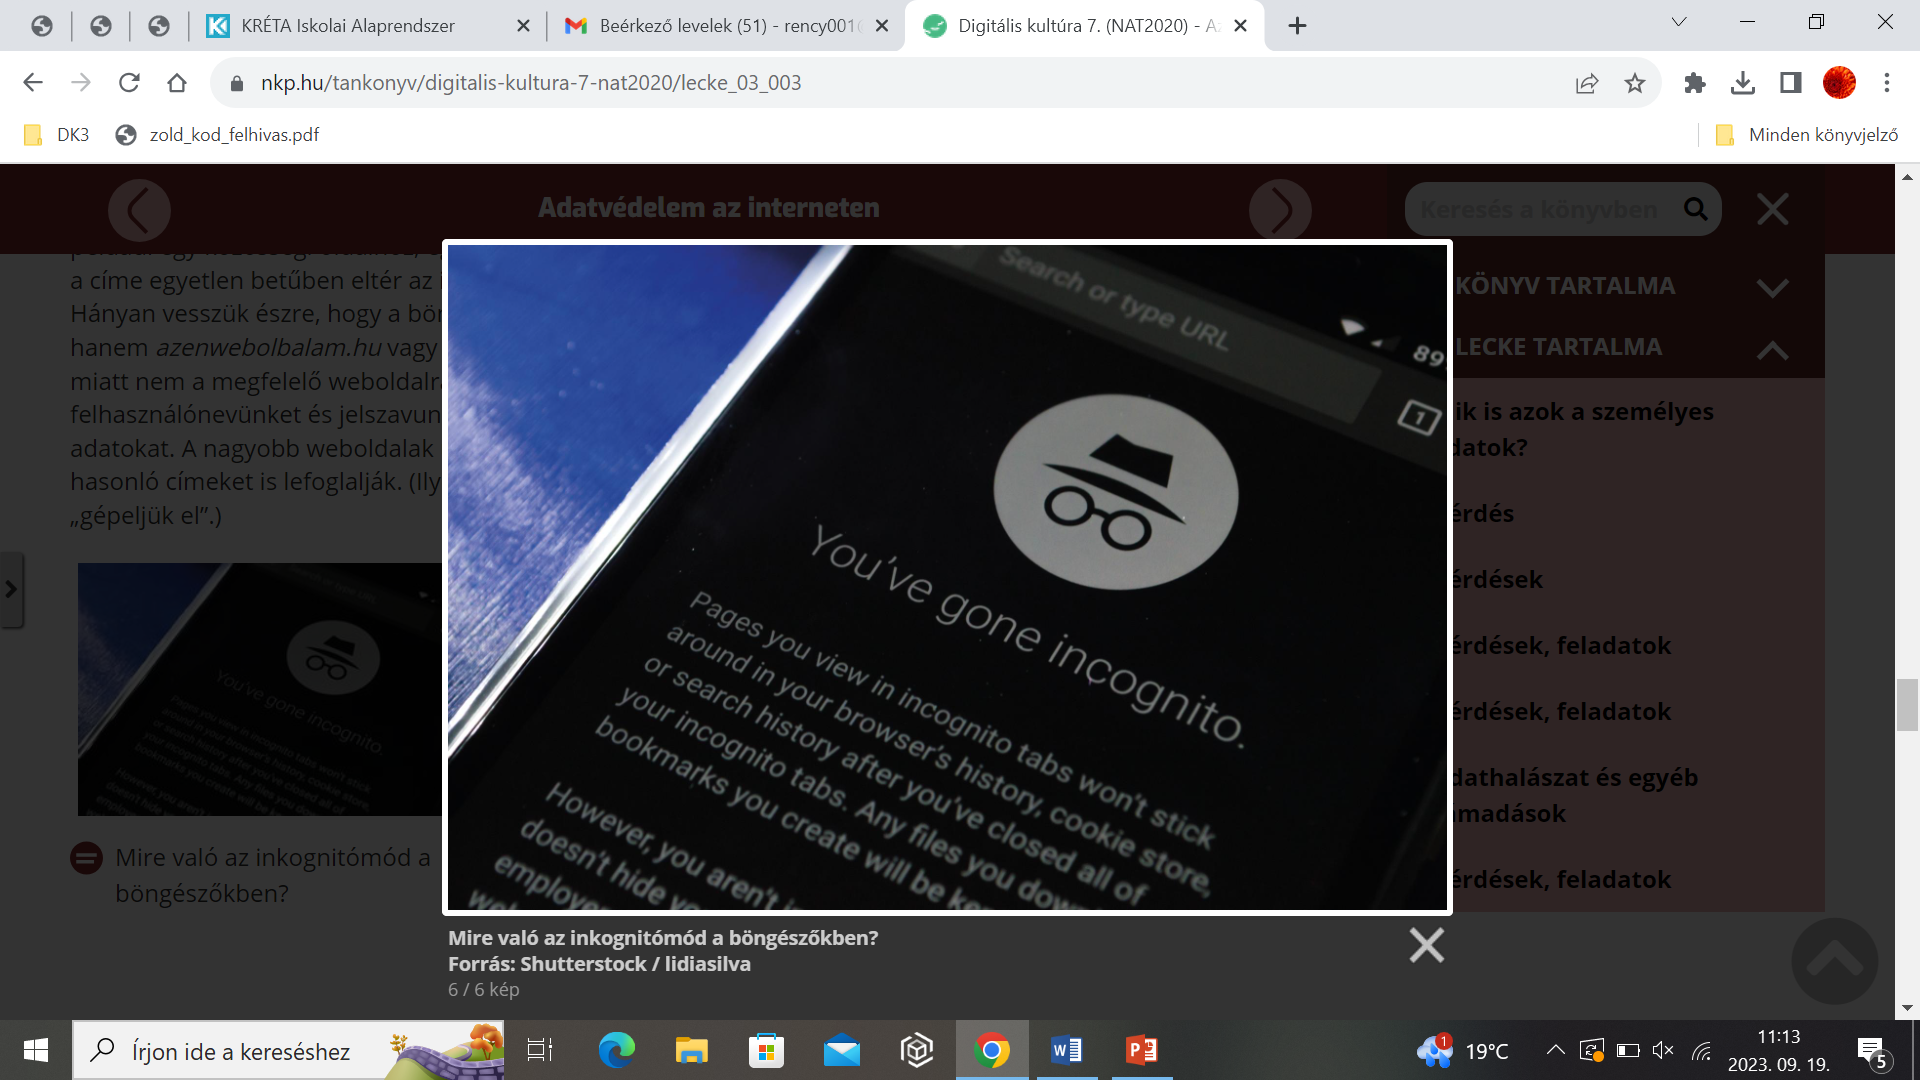 KRÉTA Iskolai Alaprendszer
Beérkező levelek (51) - rency001
Digitális kultúra 7. (NAT2020) - A
nkp.hu/tankonyv/digitalis-kultura-7-nat2020/lecke_03_003
DK3
zold_kod_felhivas.pdf
Minden könyvjelző
Adatvédelem az interneten
Keresés a könyvben
a címe egyetlen betűben eltér az
Hányan vesszük észre, hogy a
hanem azenwebolbalam.hu vagy
miatt nem a megfelelő
felhasználónevünket és
adatokat. A nagyobb weboldalak
hasonló címeket is lefoglalják. (Ily
„gépeljük el”.)
You've gone incognito.
Mire való az inkognitómód a
böngészőkben?
Search or type URL
89
1
You've gone incognito.
Pages you view in incognito tabs won't stick
around in your browser's history, cookie store,
or search history after you've closed all of
your incognito tabs. Any files you down
bookmarks you create will be
However, you aren't
doesn't hide
employe
KÖNYV TARTALMA
LECKE TARTALMA
ik is azok a személyes
datok?
érdés
érdések
érdések, feladatok
érdések, feladatok
dathalászat és egyéb
madások
érdések, feladatok
Mire való az inkognitómód a böngészőkben?
Forrás: Shutterstock / lidiasilva
6 / 6 kép
Írjon ide a kereséshez
1
19°C
11:13
2023. 09. 19.
5